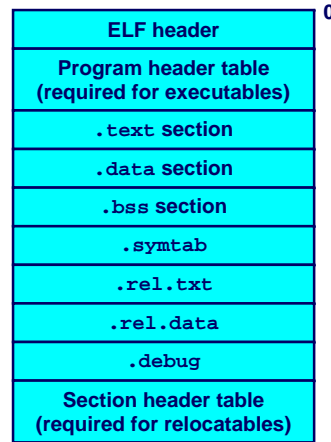 0
ELF header
Program header table
(required for executables)
.text section
.data section
.bss section
.symtab
.rel.txt
.rel.data
.debug
Section header table
(required for relocatables)